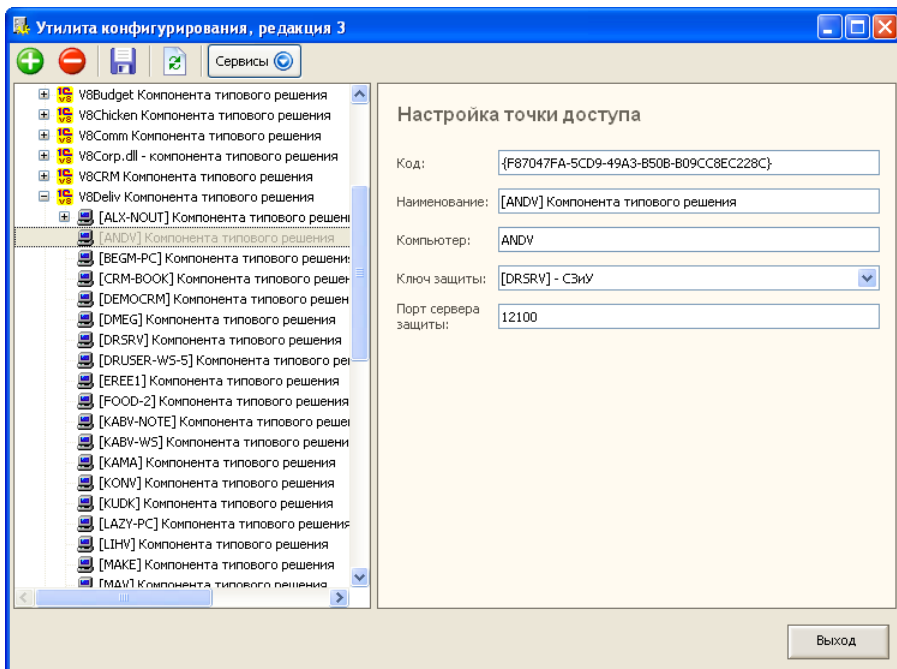 Утилита конфигурирования, редакция 3
Сервисы
V8Budget Компонента типового решения
V8Chicken Компонента типового решения
V8Comm Компонента типового решения
V8Corp.dll - компонента типового решения
V8CRM Компонента типового решения
V8Deliv Компонента типового решения
[ALX-NOUT] Компонента типового решени
[ANDV] Компонента типового решения
[BEGM-PC] Компонента типового решени
[CRM-BOOK] Компонента типового решен
[DEMOCRM] Компонента типового решен
[DMEG] Компонента типового решения
[DRSRV] Компонента типового решения
[DRUSER-WS-5] Компонента типового ре
[EREE1] Компонента типового решения
[FOOD-2] Компонента типового решения
[KABV-NOTE] Компонента типового реше
[KABV-WS] Компонента типового решени
[KAMA] Компонента типового решения
[KONV] Компонента типового решения
[KUDK] Компонента типового решения
[LAZY-PC] Компонента типового решения
[LIHV] Компонента типового решения
[MAKE] Компонента типового решения
[MAV] Компонента типового решения
Настройка точки доступа
Код: {F87047FA-5CD9-49A3-B50B-B09CC8EC228C}
Наименование: [ANDV] Компонента типового решения
Компьютер: ANDV
Ключ защиты: [DRSRV] - СЗиУ
Порт сервера
защиты: 12100
Выход